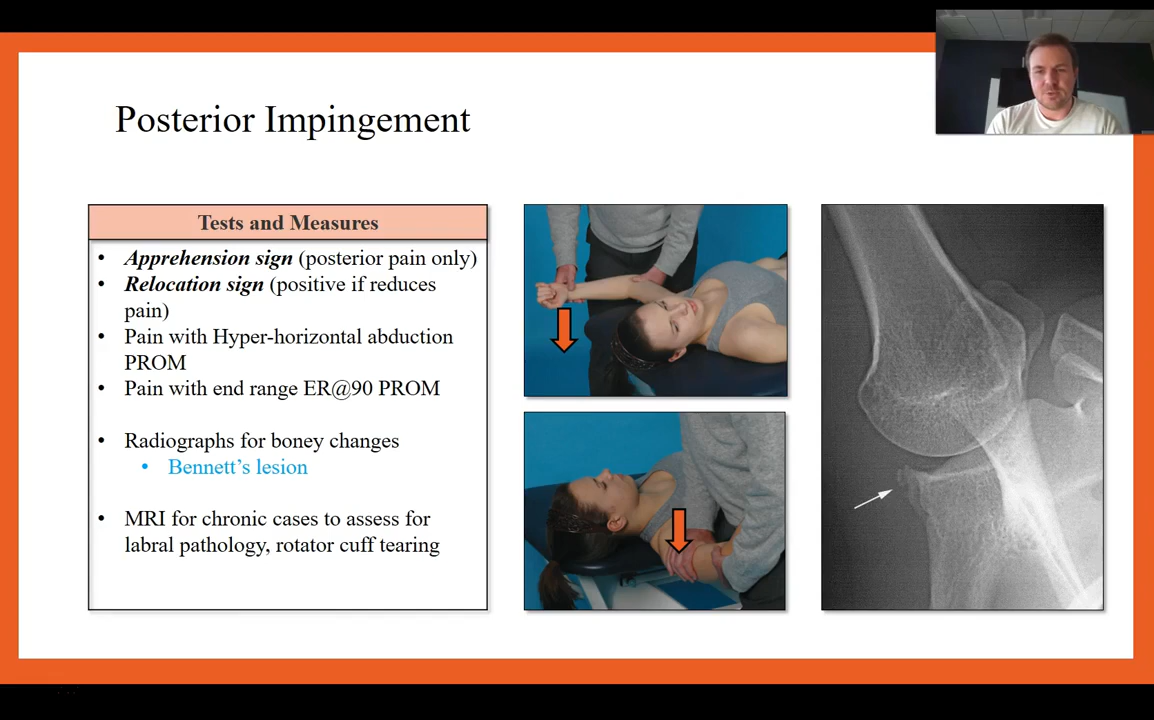 Posterior Impingement
Tests and Measures
• Apprehension sign (posterior pain only)
• Relocation sign (positive if reduces
pain)
• Pain with Hyper-horizontal abduction
PROM
• Pain with end range ER@90 PROM
• Radiographs for boney changes
• Bennett’s lesion
• MRI for chronic cases to assess for
labral pathology, rotator cuff tearing